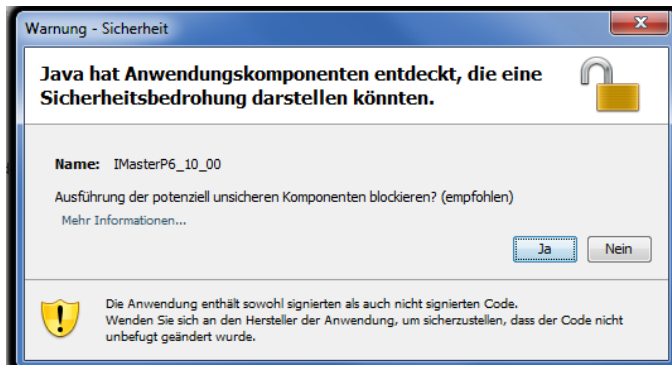 Warnung - Sicherheit
Java hat Anwendungskomponenten entdeckt, die eine
Sicherheitsbedrohung darstellen könnten.
Name: IMasterP6_10_00
Ausführung der potenziell unsicheren Komponenten blockieren? (empfohlen)
Mehr Informationen...
Ja Nein
Die Anwendung enthält sowohl signierten als auch nicht signierten Code.
Wenden Sie sich an den Hersteller der Anwendung, um sicherzustellen, dass der Code nicht
unbefugt geändert wurde.